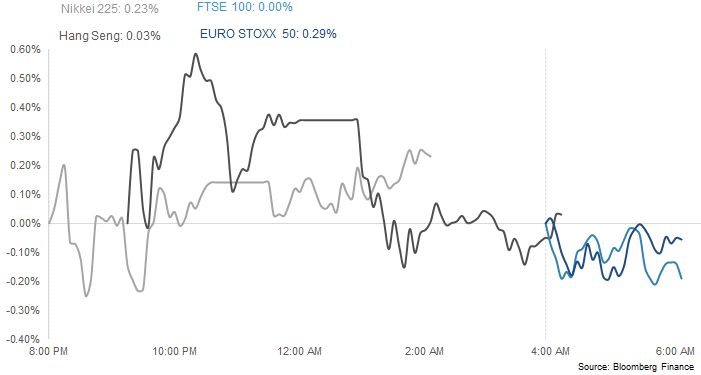 Nikkei 225: 0.23%
FTSE 100: 0.00%
Hang Seng: 0.03%
EURO STOXX 50: 0.29%
0.60%
0.50%
0.40%
0.30%
0.20%
0.10%
0.00%
-0.10%
-0.20%
-0.30%
-0.40%
8:00 PM
10:00 PM
12:00 AM
2:00 AM
4:00 AM
6:00 AM
Source: Bloomberg Finance